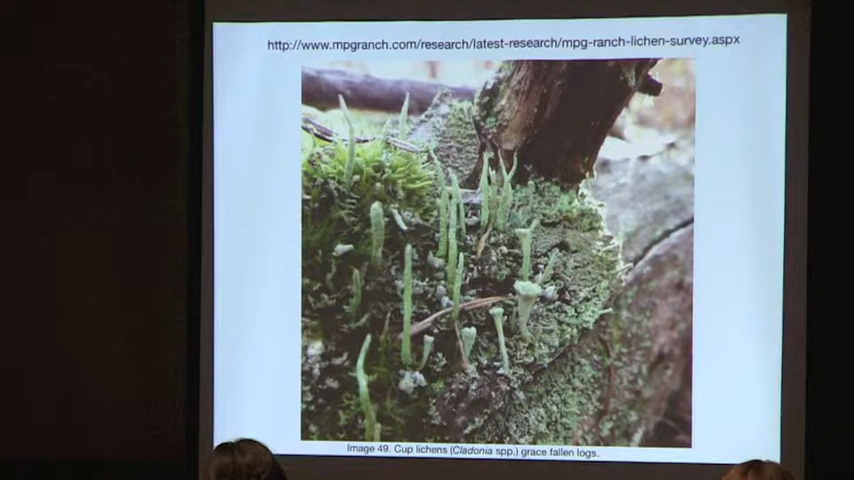 http://www.mpgranch.com/research/latest-research/mpg-ranch-lichen-survey.aspx
Image 49. Cup lichens (Cladonia spp.) grace fallen logs.